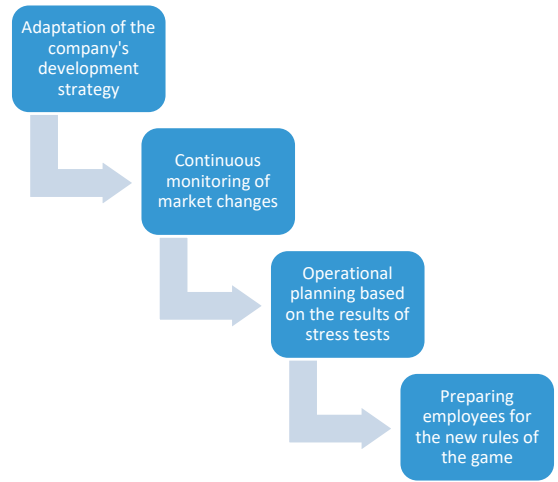 Adaptation of the
company's
development
strategy
Continuous
monitoring of
market changes
Operational
planning based
on the results of
stress tests
Preparing
employees for
the new rules of
the game